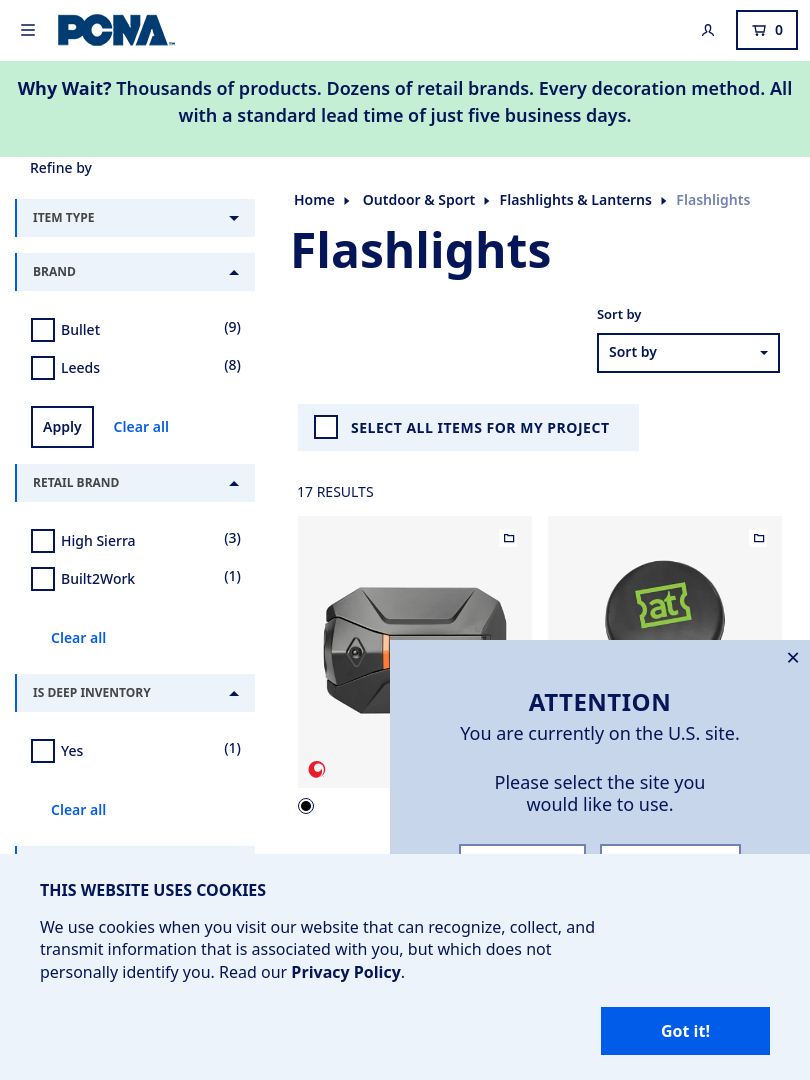 PCNA
0
Why Wait? Thousands of products. Dozens of retail brands. Every decoration method. All
with a standard lead time of just five business days.
Refine by
ITEM TYPE
BRAND
Bullet (9)
Leeds (8)
Apply Clear all
RETAIL BRAND
High Sierra (3)
Built2Work (1)
Clear all
IS DEEP INVENTORY
Yes (1)
Clear all
Home Outdoor & Sport Flashlights & Lanterns Flashlights
Flashlights
Sort by
Sort by
SELECT ALL ITEMS FOR MY PROJECT
17 RESULTS
at
ATTENTION
You are currently on the U.S. site.
Please select the site you
would like to use.
THIS WEBSITE USES COOKIES
We use cookies when you visit our website that can recognize, collect, and
transmit information that is associated with you, but which does not
personally identify you. Read our Privacy Policy.
Got it!